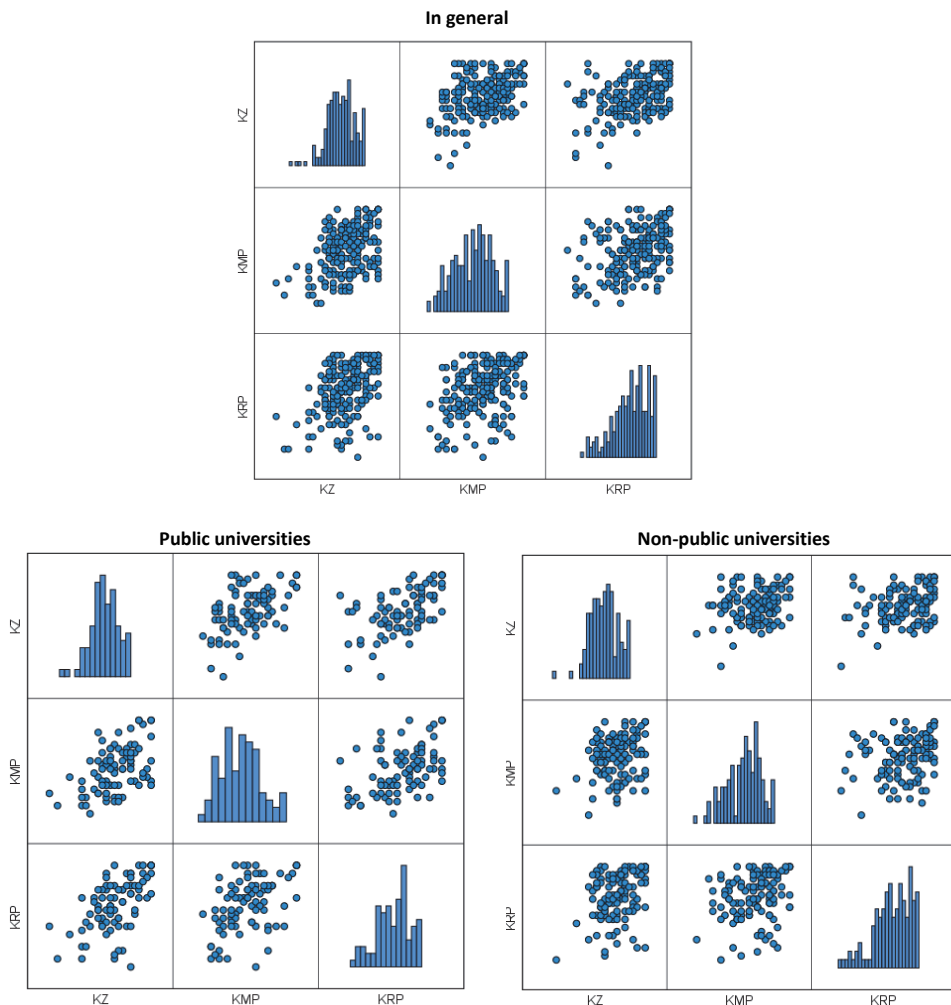 In general
KZ
KMP
KRP
KZ KMP KRP
Public universities Non-public universities
KZ KZ
KMP KMP
KRP KRP
KZ KMP KRP KZ KMP KRP